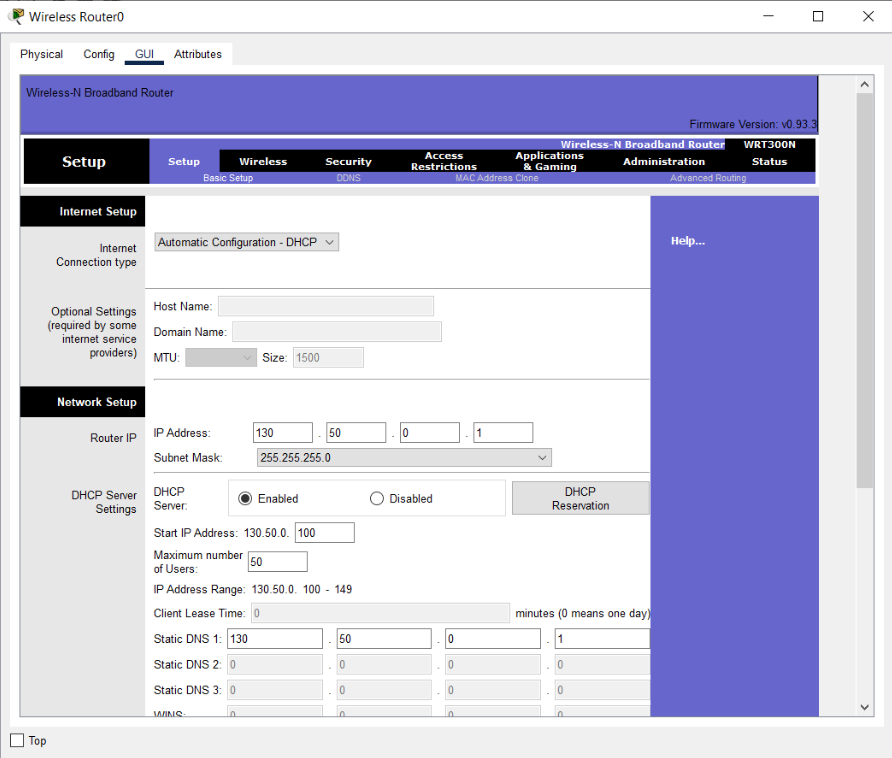 Wireless Router0
Physical Config GUI Attributes
Wireless-N Broadband Router
Firmware Version: v0.93.3
Wireless-N Broadband Router WRT300N
Setup
Setup Wireless Security Access Restrictions Applications & Gaming Administration Status
Basic Setup DDNS MAC Address Clone Advanced Routing
Internet Setup
Internet Connection type
Automatic Configuration - DHCP
Help...
Optional Settings (required by some internet service providers)
Host Name:
Domain Name:
MTU: Size: 1500
Network Setup
Router IP
IP Address: 130 . 50 . 0 . 1
Subnet Mask: 255.255.255.0
DHCP Server Settings
DHCP Server: Enabled Disabled DHCP Reservation
Start IP Address: 130.50.0. 100
Maximum number of Users: 50
IP Address Range: 130.50.0. 100 - 149
Client Lease Time: 0 minutes (0 means one day)
Static DNS 1: 130 . 50 . 0 . 1
Static DNS 2: 0 . 0 . 0 . 0
Static DNS 3: 0 . 0 . 0 . 0
WINS: 0 . 0 . 0 . 0
Top